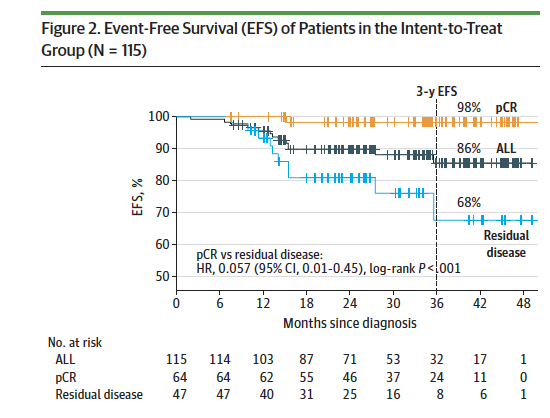 Figure 2. Event-Free Survival (EFS) of Patients in the Intent-to-Treat
Group (N = 115)
3-y EFS
98% pCR
86% ALL
68%
Residual
disease
EFS, %
100
90
80
70
60
50
pCR vs residual disease:
HR, 0.057 (95% CI, 0.01-0.45), log-rank P<.001
0 6 12 18 24 30 36 42 48
Months since diagnosis
No. at risk
ALL 115 114 103 87 71 53 32 17 1
pCR 64 64 62 55 46 37 24 11 0
Residual disease 47 47 40 31 25 16 8 6 1